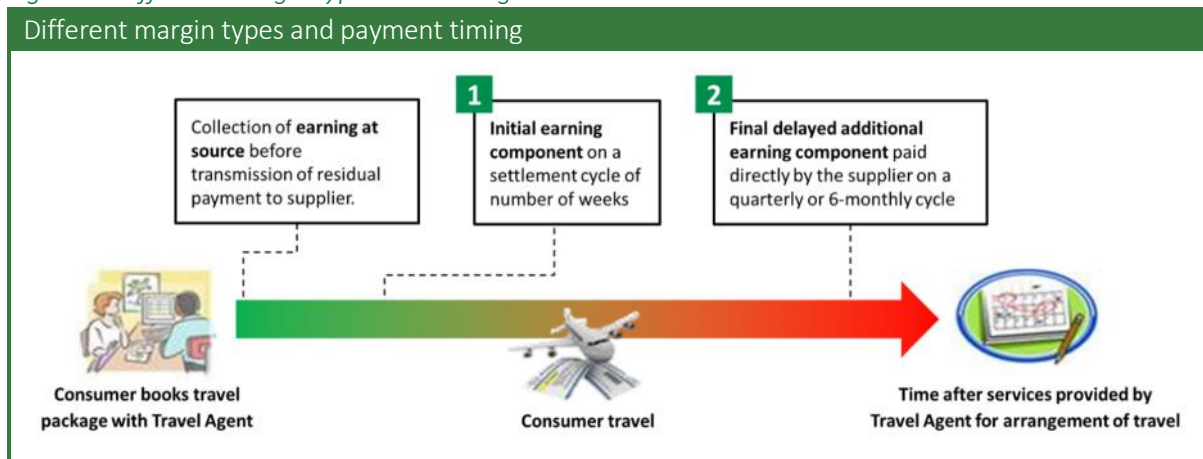 Different margin types and payment timing
Collection of earning at
source before
transmission of residual
payment to supplier.
1
Initial earning
component on a
settlement cycle of
number of weeks
2
Final delayed additional
earning component paid
directly by the supplier on a
quarterly or 6-monthly cycle
Consumer books travel
package with Travel Agent
Consumer travel
Time after services provided by
Travel Agent for arrangement of travel